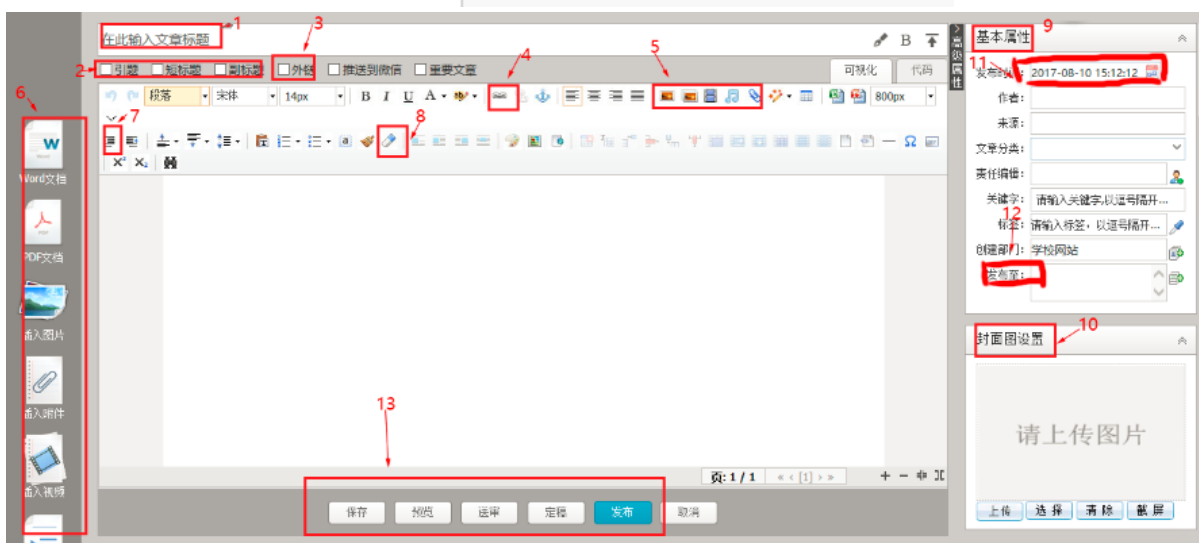 1
3
9
在此输入文章标题
B
基本属性
高级属性
4
5
2
引题 短标题 副标题 外链 推送到微信 重要文章
可视化 代码
11
发布时间: 2017-08-10 15:12:12
6
段落 宋体 14px B I U A 800px
作者:
7
8
来源:
文章分类:
W
Word文档
责任编辑:
X² X₂ Ω
关键字: 请输入关键字,以逗号隔开...
12
标签: 请输入标签, 以逗号隔开...
PDF文档
创建部门: 学校网站
发布至:
插入图片
10
封面图设置
13
插入附件
请上传图片
页:1 / 1 « ‹ [1] › »
插入视频
保存 预览 送审 定稿 发布 取消
上传 选择 清除 截屏